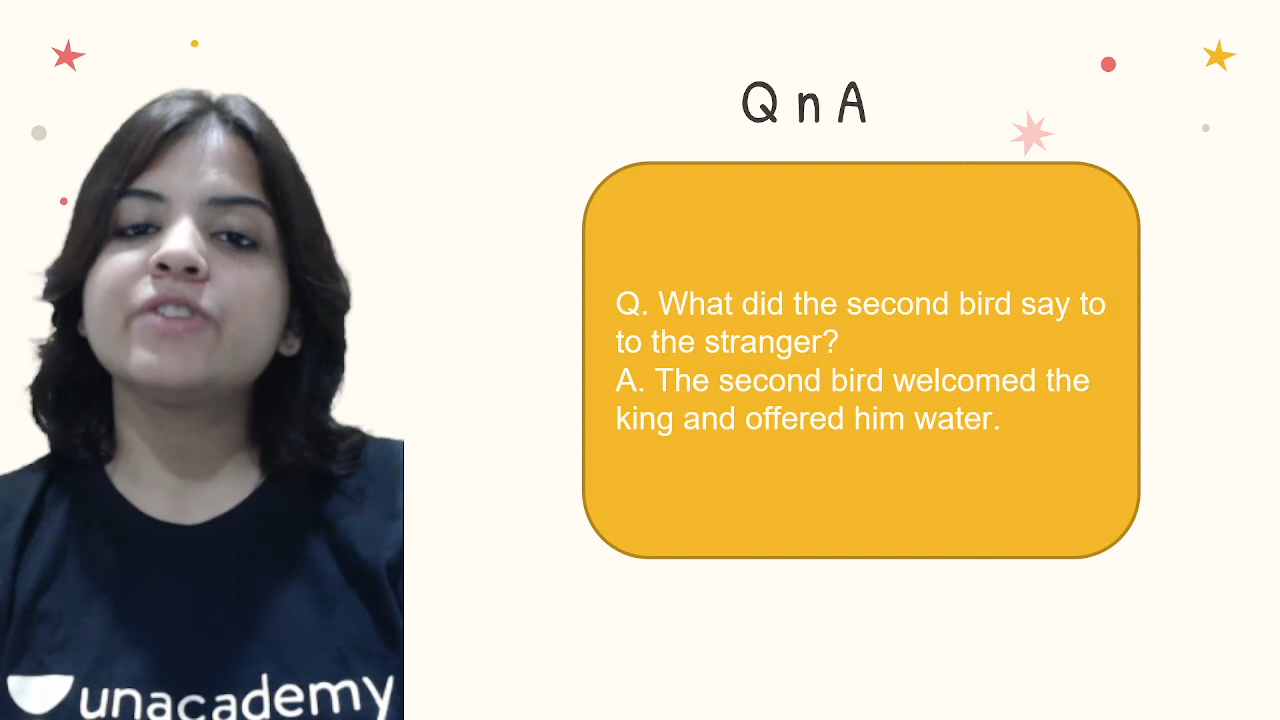 Q n A
Q. What did the second bird say to
to the stranger?
A. The second bird welcomed the
king and offered him water.
unacademy